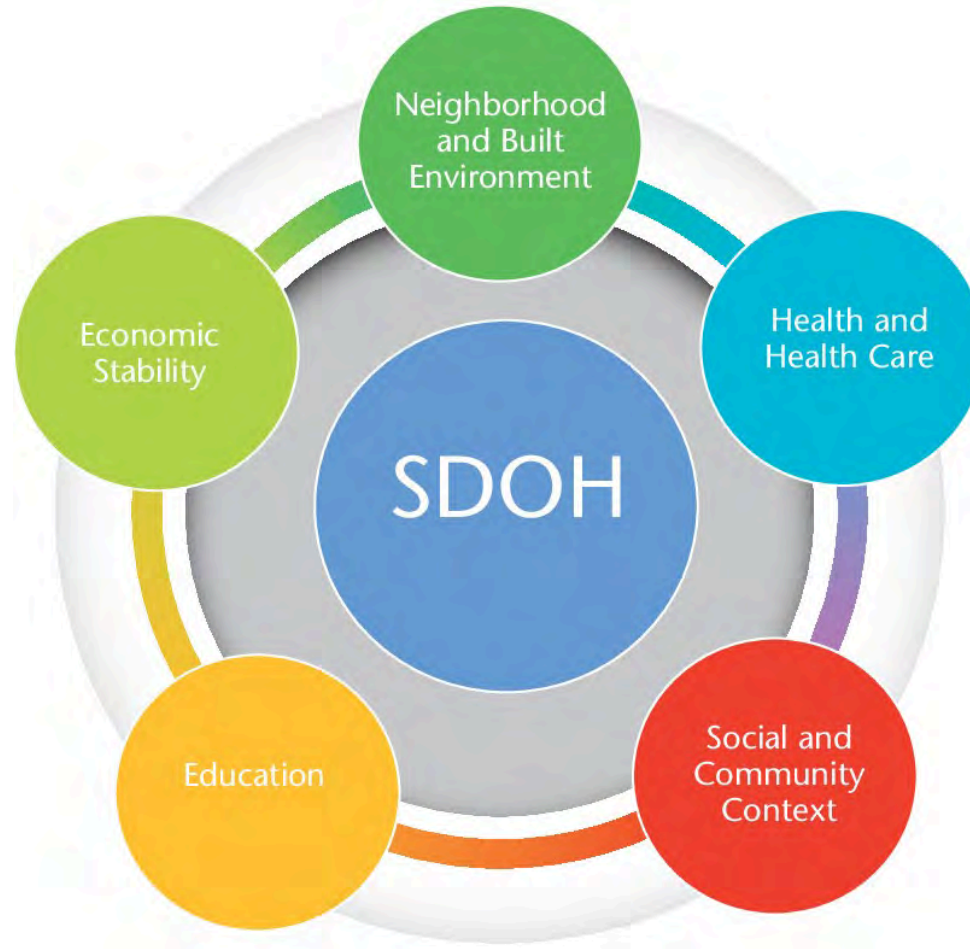 Neighborhood
and Built
Environment
Economic
Stability
Health and
Health Care
SDOH
Education
Social and
Community
Context